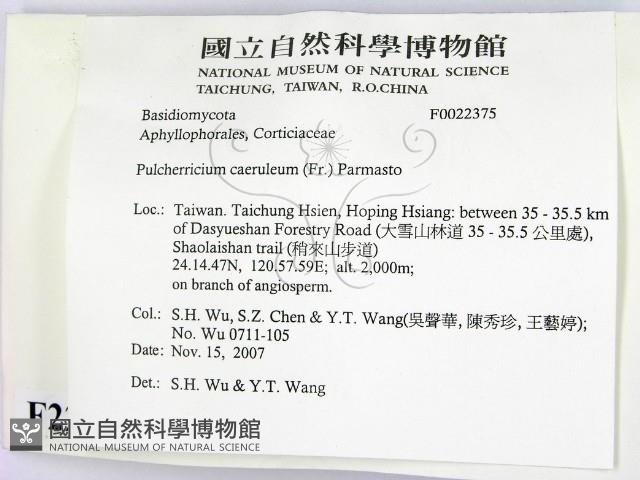 國立自然科學博物館
NATIONAL MUSEUM OF NATURAL SCIENCE
TAICHUNG, TAIWAN, R.O.CHINA
Basidiomycota F0022375
Aphyllophorales, Corticiaceae
Pulcherricium caeruleum (Fr.) Parmasto
Loc.: Taiwan. Taichung Hsien, Hoping Hsiang: between 35 - 35.5 km
of Dasyueshan Forestry Road (大雪山林道 35 - 35.5 公里處),
Shaolaishan trail (稍來山步道)
24.14.47N, 120.57.59E; alt. 2,000m;
on branch of angiosperm.
Col.: S.H. Wu, S.Z. Chen & Y.T. Wang(吳聲華, 陳秀珍, 王藝婷);
No. Wu 0711-105
Date: Nov. 15, 2007
Det.: S.H. Wu & Y.T. Wang
國立自然科學博物館
NATIONAL MUSEUM OF NATURAL SCIENCE